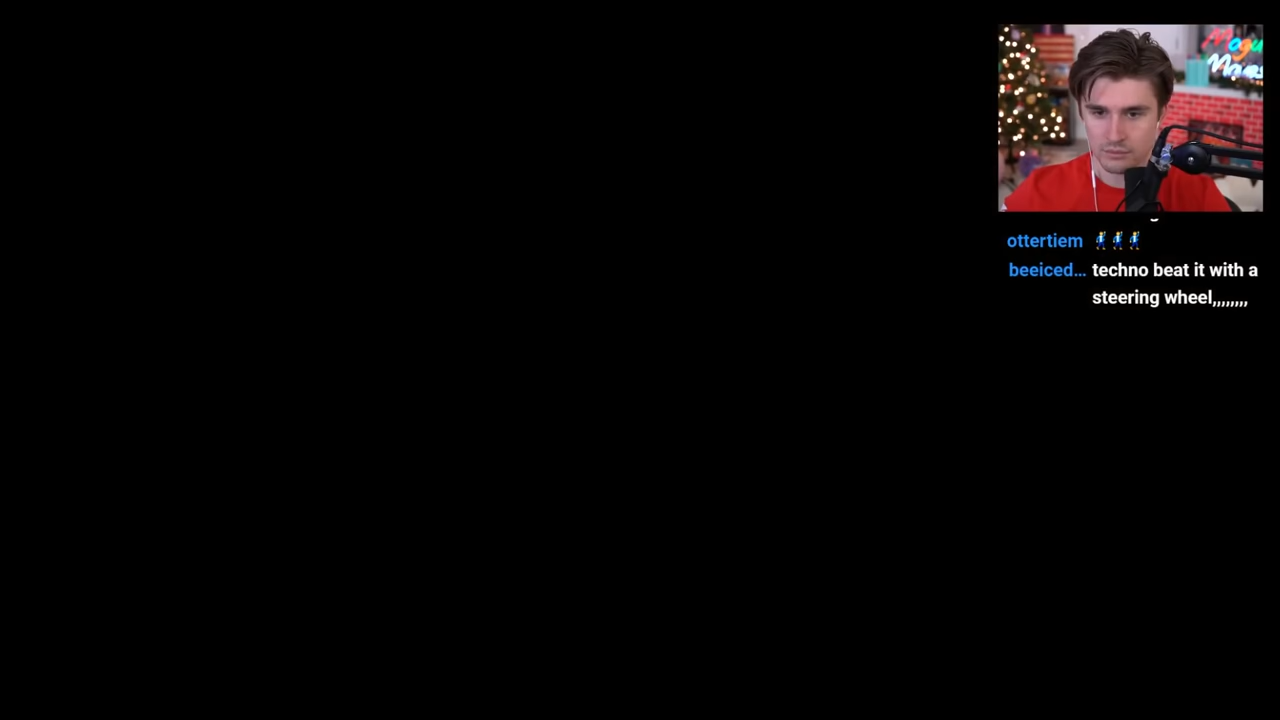 ottertiem 🕺🕺🕺
beeiced… techno beat it with a
steering wheel,,,,,,,,